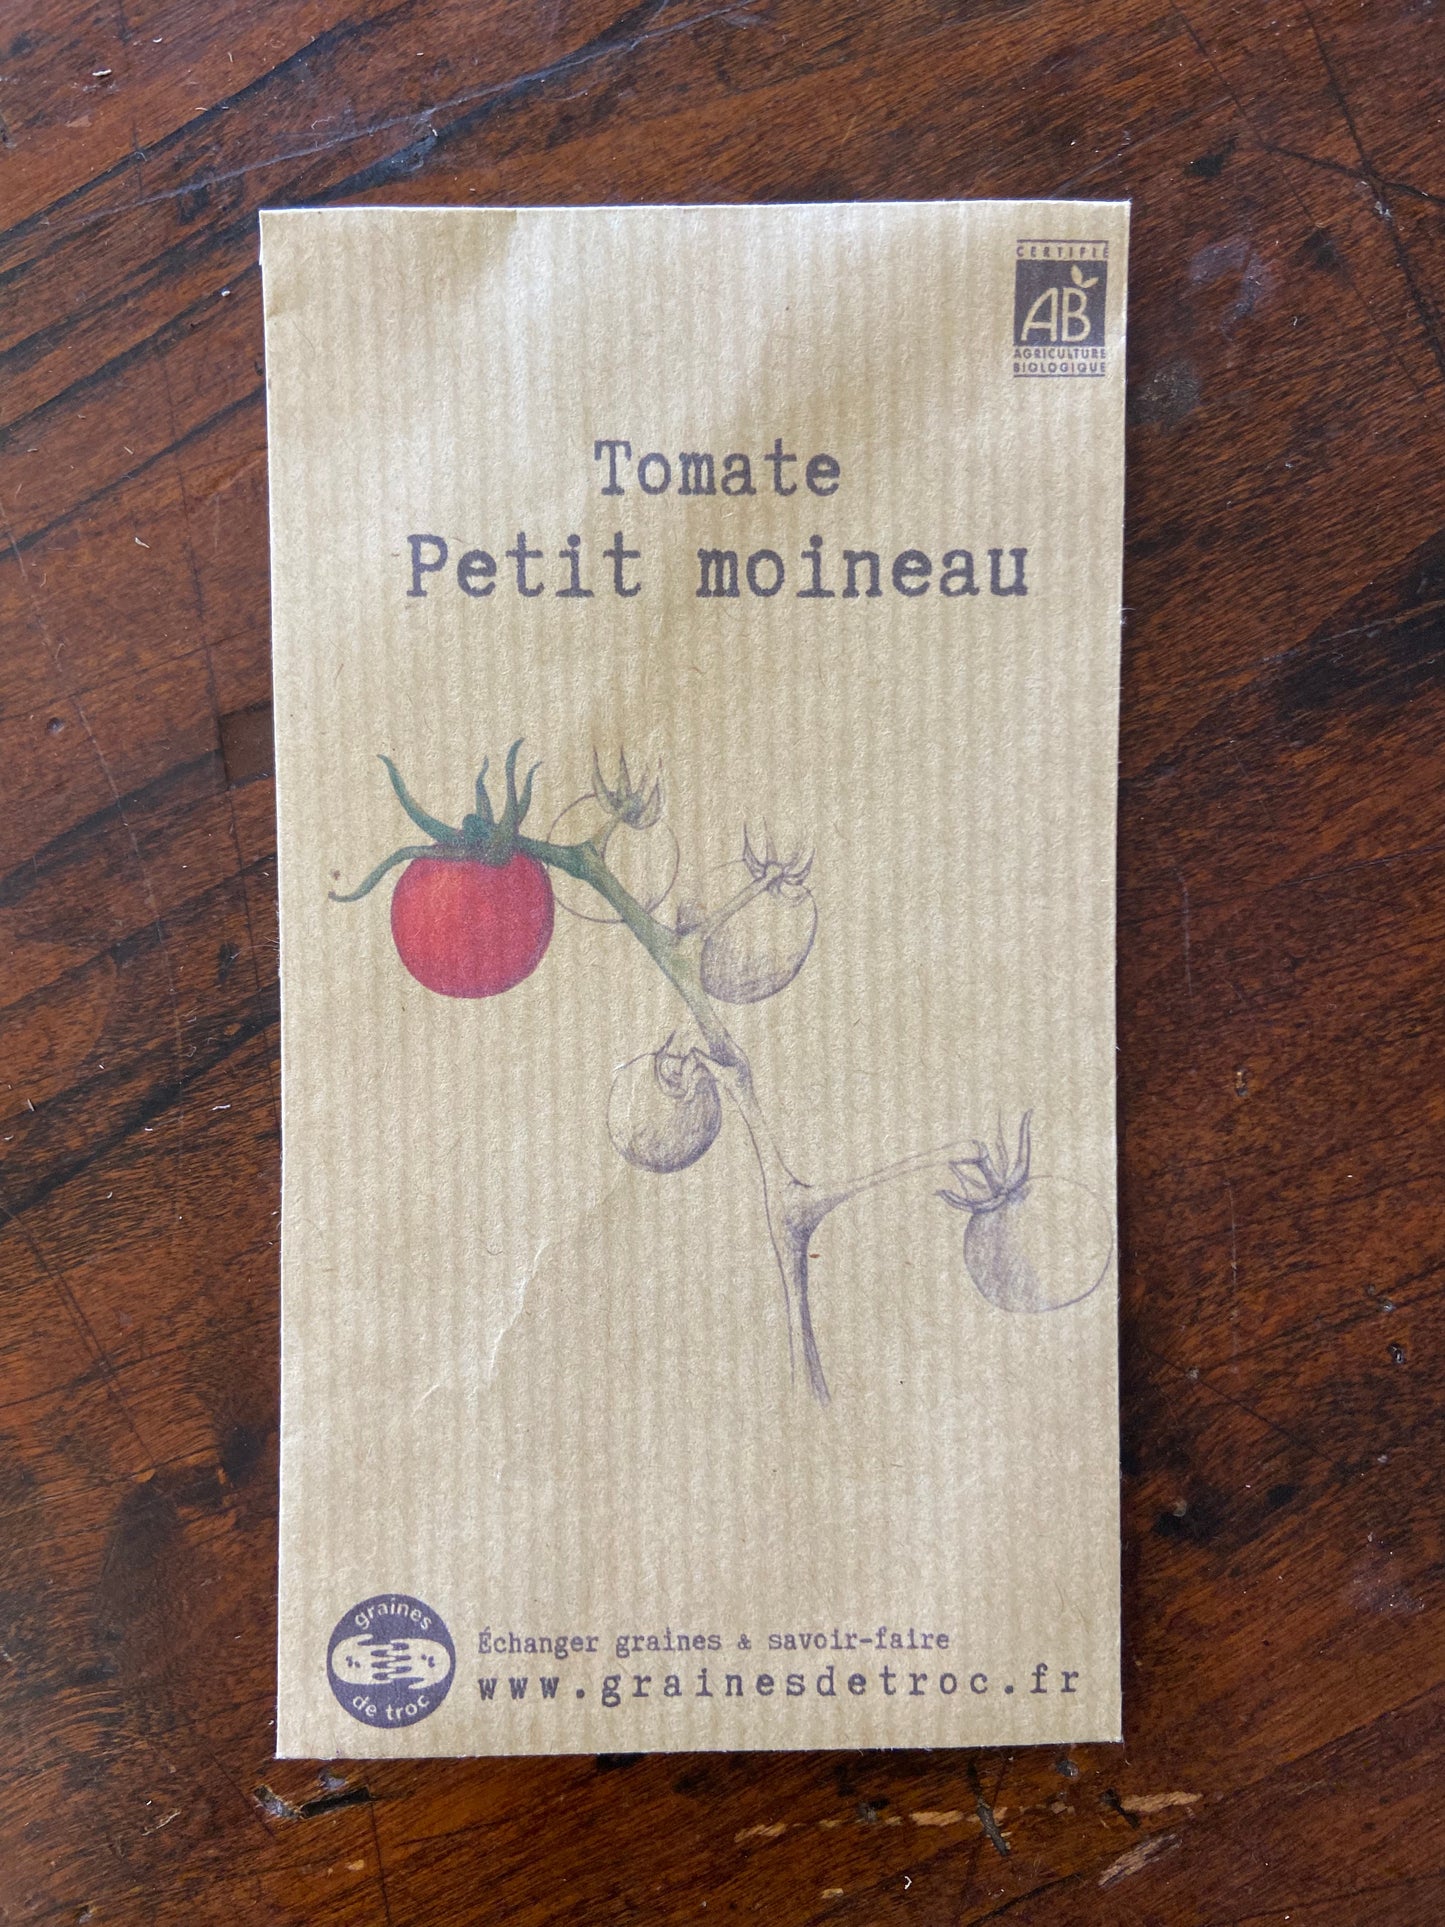 CERTIFIÉ
AB
AGRICULTURE
BIOLOGIQUE
Tomate
Petit moineau
graines
de troc
Échanger graines & savoir-faire
www.grainesdetroc.fr